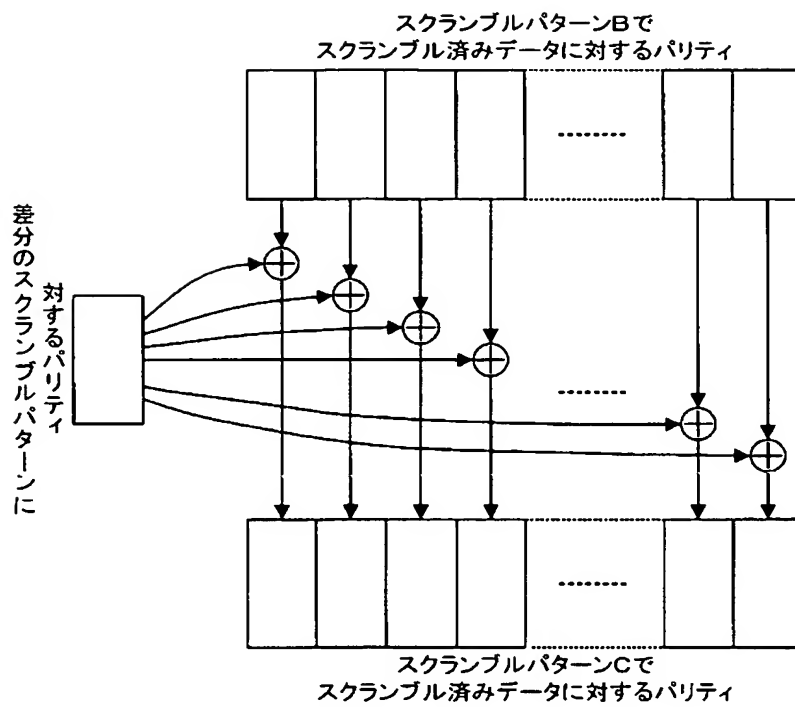 スクランブルパターンBで
スクランブル済みデータに対するパリティ
差分のスクランブルパターンに
対するパリティ
スクランブルパターンCで
スクランブル済みデータに対するパリティ